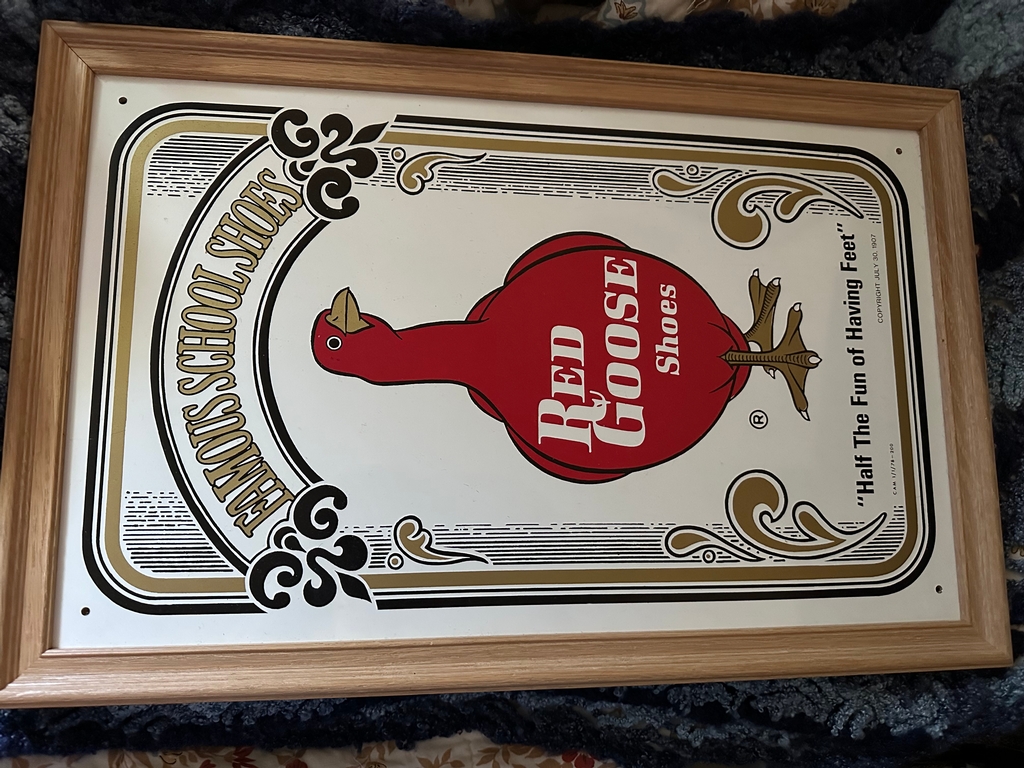 FAMOUS SCHOOL SHOES
RED
GOOSE
Shoes
®
"Half The Fun of Having Feet"
COPYRIGHT JULY 30, 1907